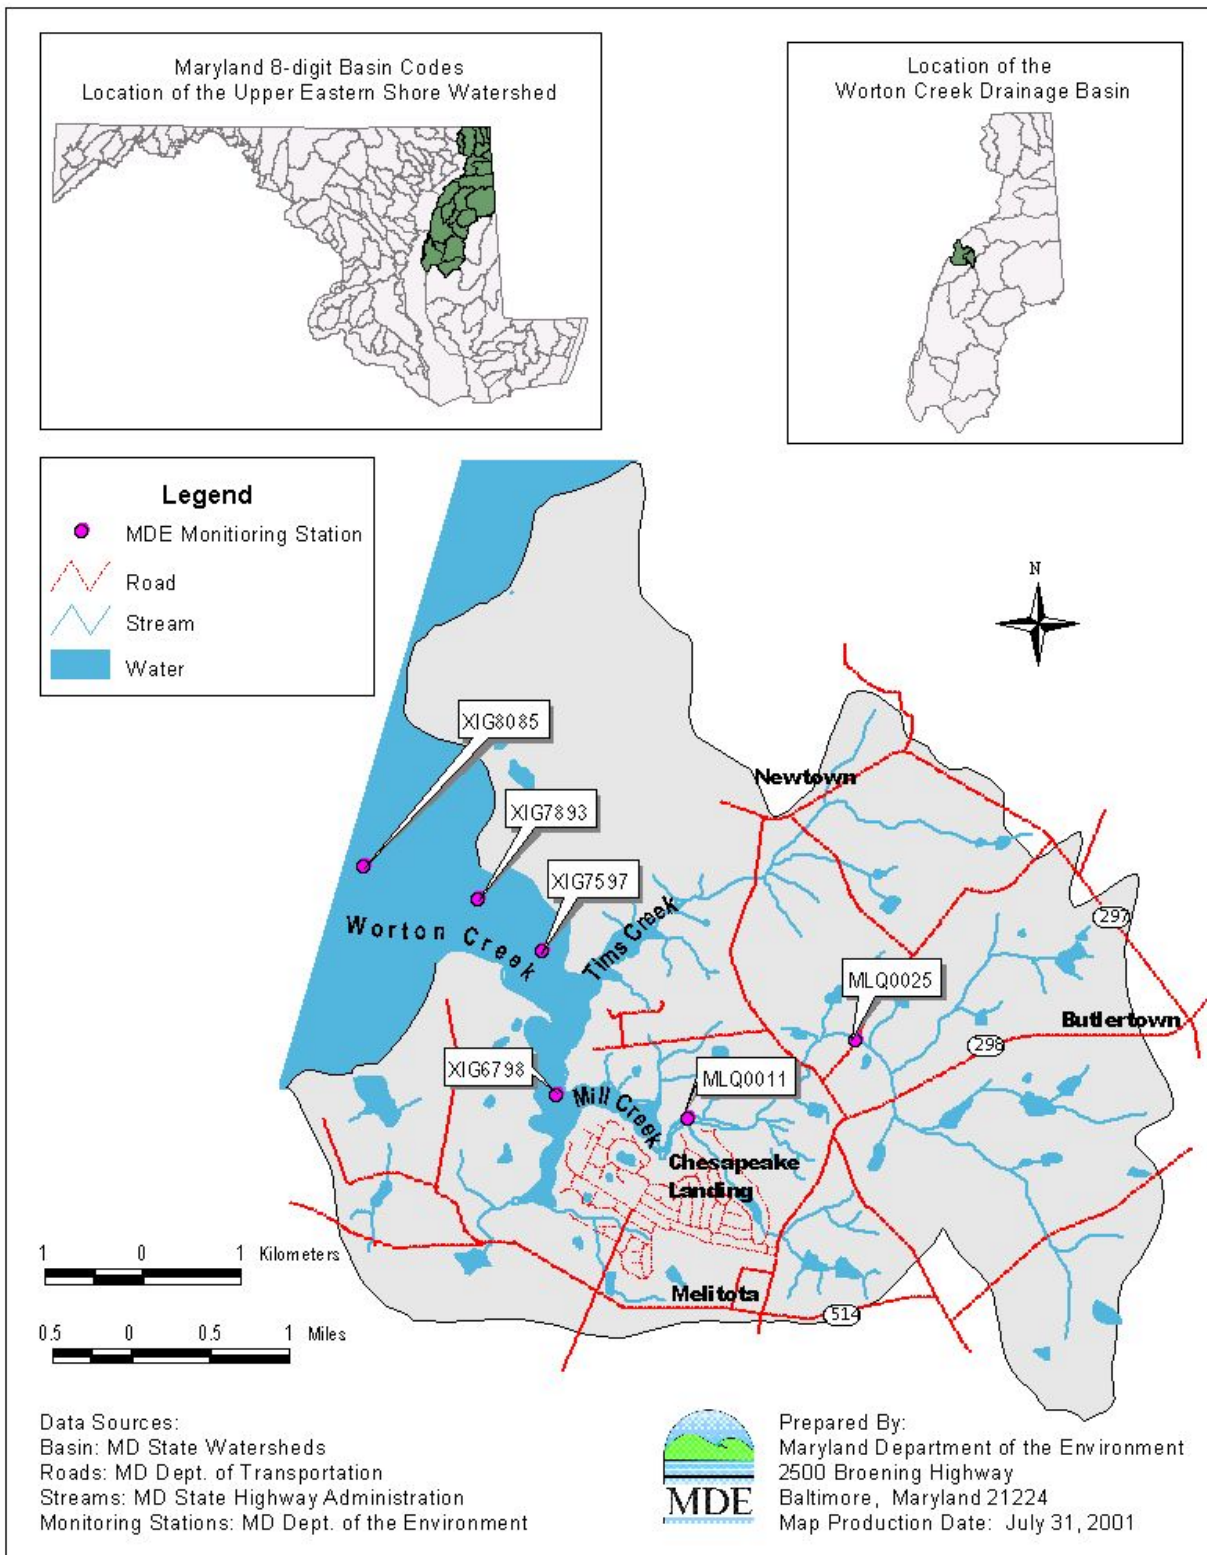 Maryland 8-digit Basin Codes
Location of the Upper Eastern Shore Watershed
Location of the
Worton Creek Drainage Basin
Legend
MDE Monitioring Station
Road
Stream
Water
N
XIG8085
XIG7893
XIG7597
Newtown
Worton Creek
Tims Creek
297
MLQ0025
Butlertown
298
XIG6798
MLQ0011
Mill Creek
Chesapeake
Landing
Melitota
514
1 0 1 Kilometers
0.5 0 0.5 1 Miles
Data Sources:
Basin: MD State Watersheds
Roads: MD Dept. of Transportation
Streams: MD State Highway Administration
Monitoring Stations: MD Dept. of the Environment
MDE
Prepared By:
Maryland Department of the Environment
2500 Broening Highway
Baltimore, Maryland 21224
Map Production Date: July 31, 2001